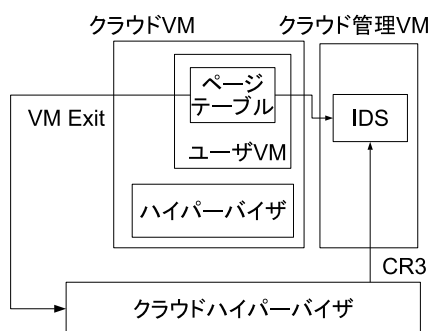 クラウドVM
クラウド管理VM
ページ
テーブル
VM Exit
IDS
ユーザVM
ハイパーバイザ
CR3
クラウドハイパーバイザ